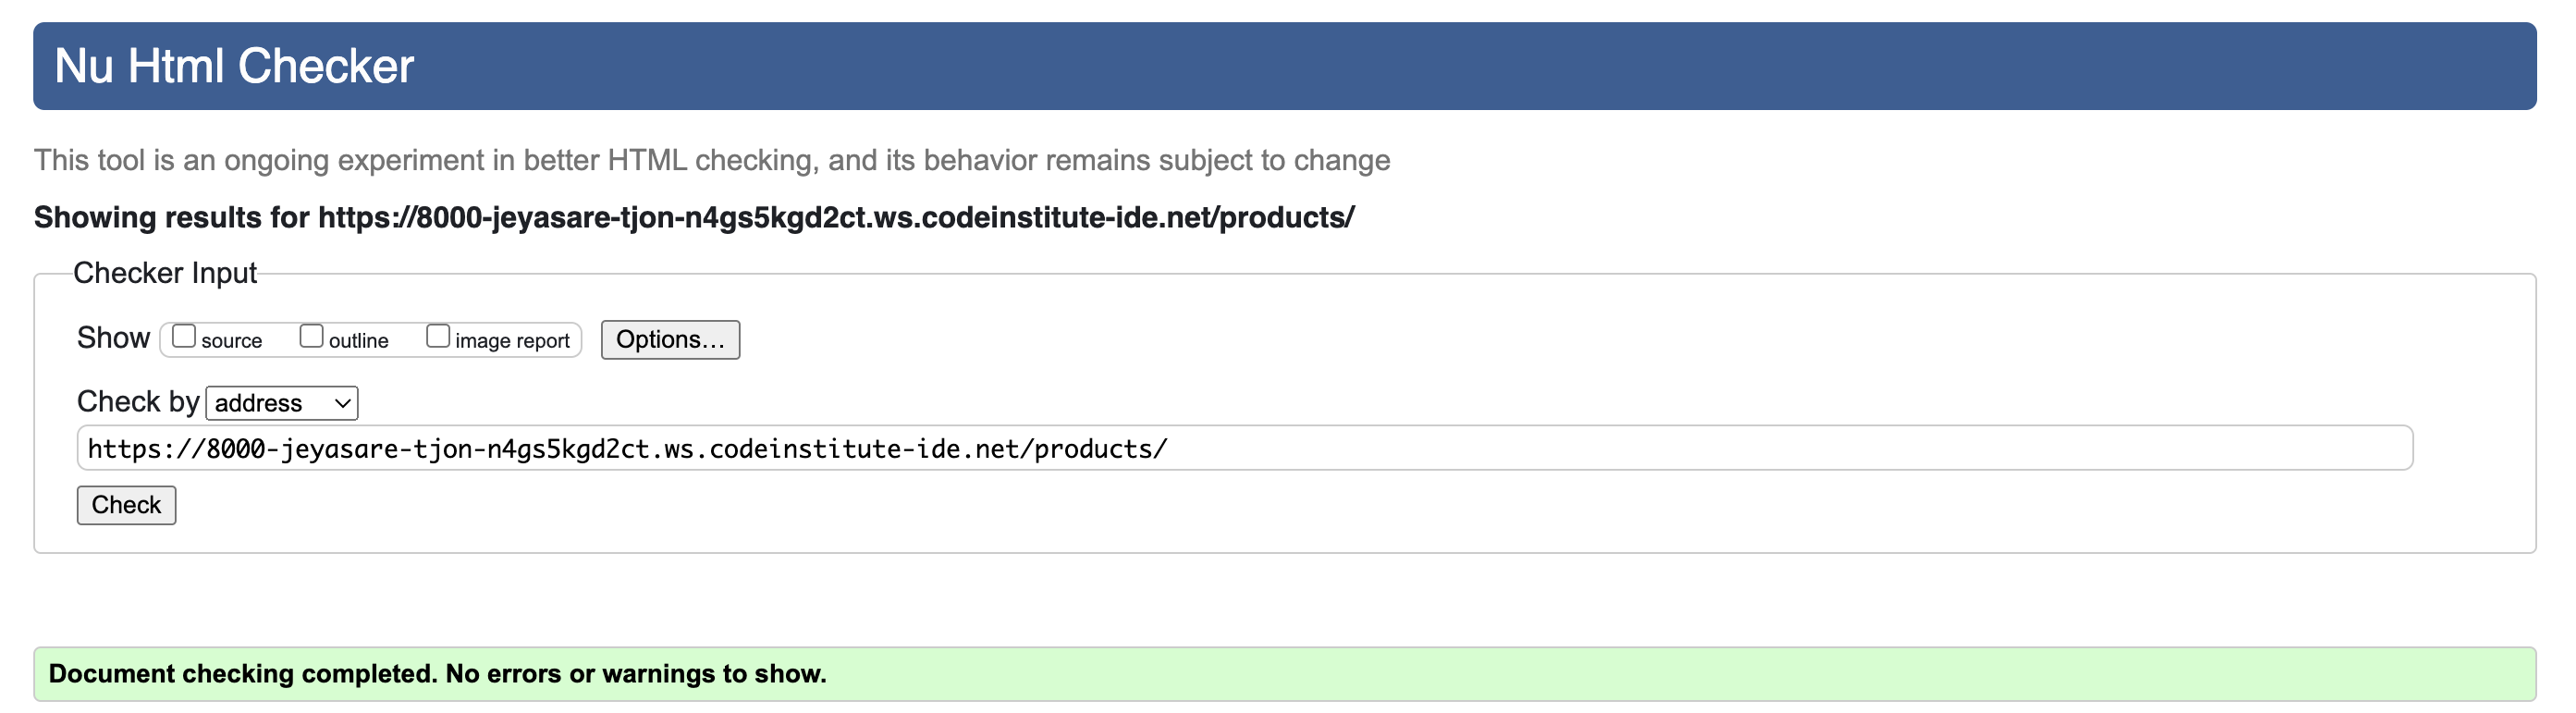 Nu Html Checker
This tool is an ongoing experiment in better HTML checking, and its behavior remains subject to change
Showing results for https://8000-jeyasare-tjon-n4gs5kgd2ct.ws.codeinstitute-ide.net/products/
Checker Input
Show source outline image report Options…
Check by address
https://8000-jeyasare-tjon-n4gs5kgd2ct.ws.codeinstitute-ide.net/products/
Check
Document checking completed. No errors or warnings to show.